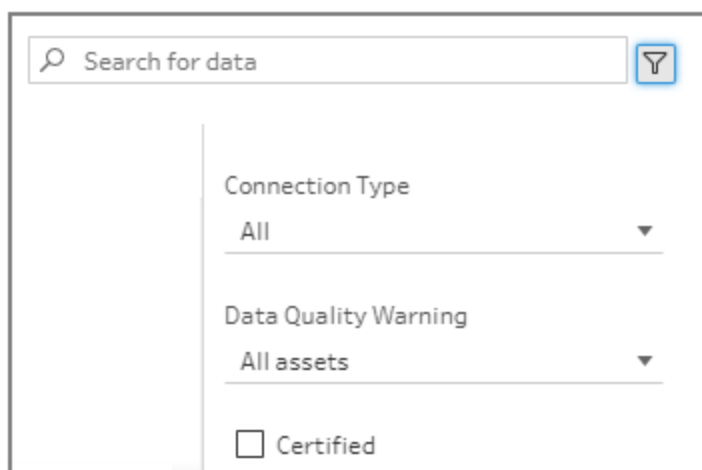 Search for data
Connection Type
All
Data Quality Warning
All assets
Certified